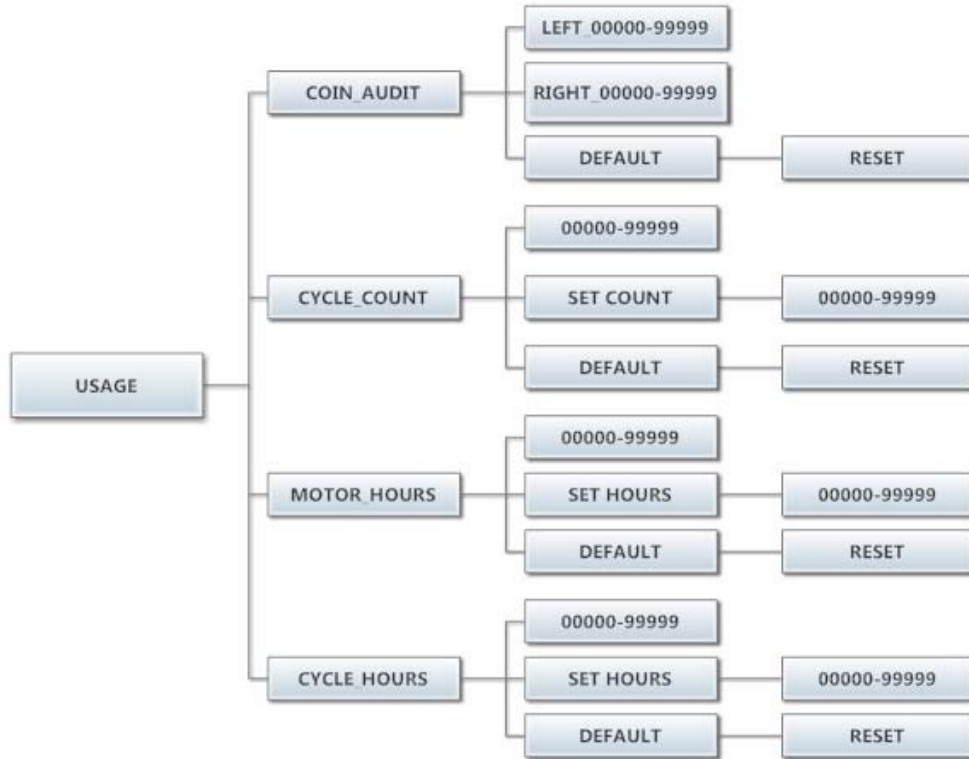 LEFT_00000-99999
COIN_AUDIT
RIGHT_00000-99999
DEFAULT
RESET
00000-99999
CYCLE_COUNT
SET COUNT
00000-99999
DEFAULT
RESET
USAGE
00000-99999
MOTOR_HOURS
SET HOURS
00000-99999
DEFAULT
RESET
00000-99999
CYCLE_HOURS
SET HOURS
00000-99999
DEFAULT
RESET